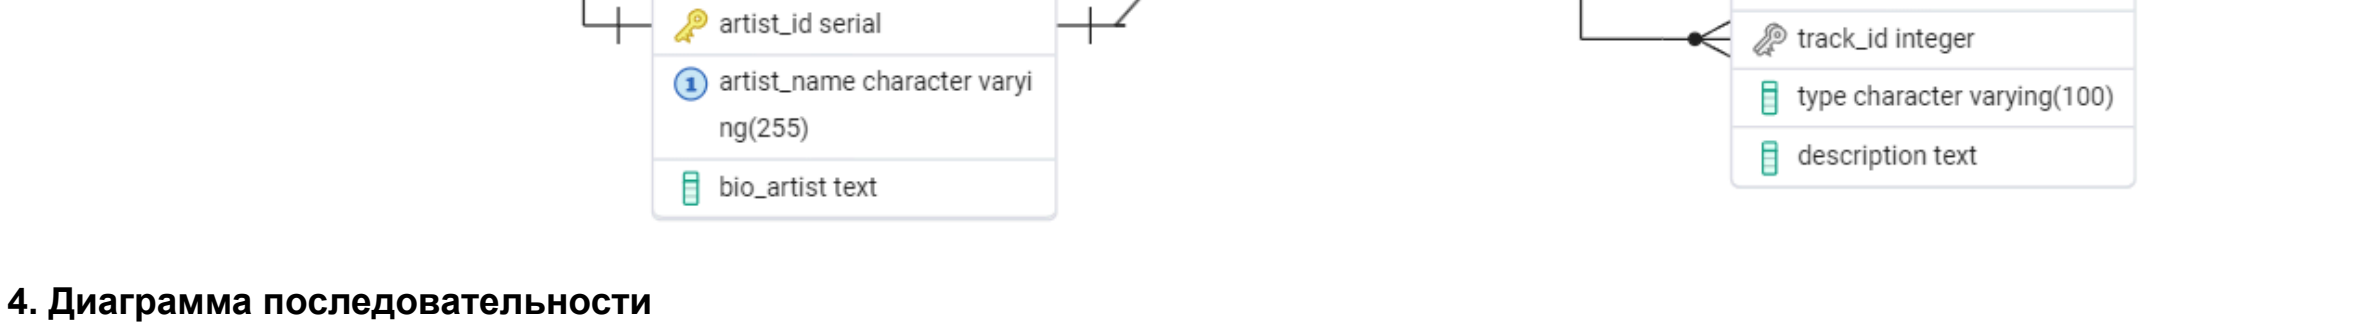 artist_id serial
artist_name character varyi
ng(255)
bio_artist text
track_id integer
type character varying(100)
description text
4. Диаграмма последовательности